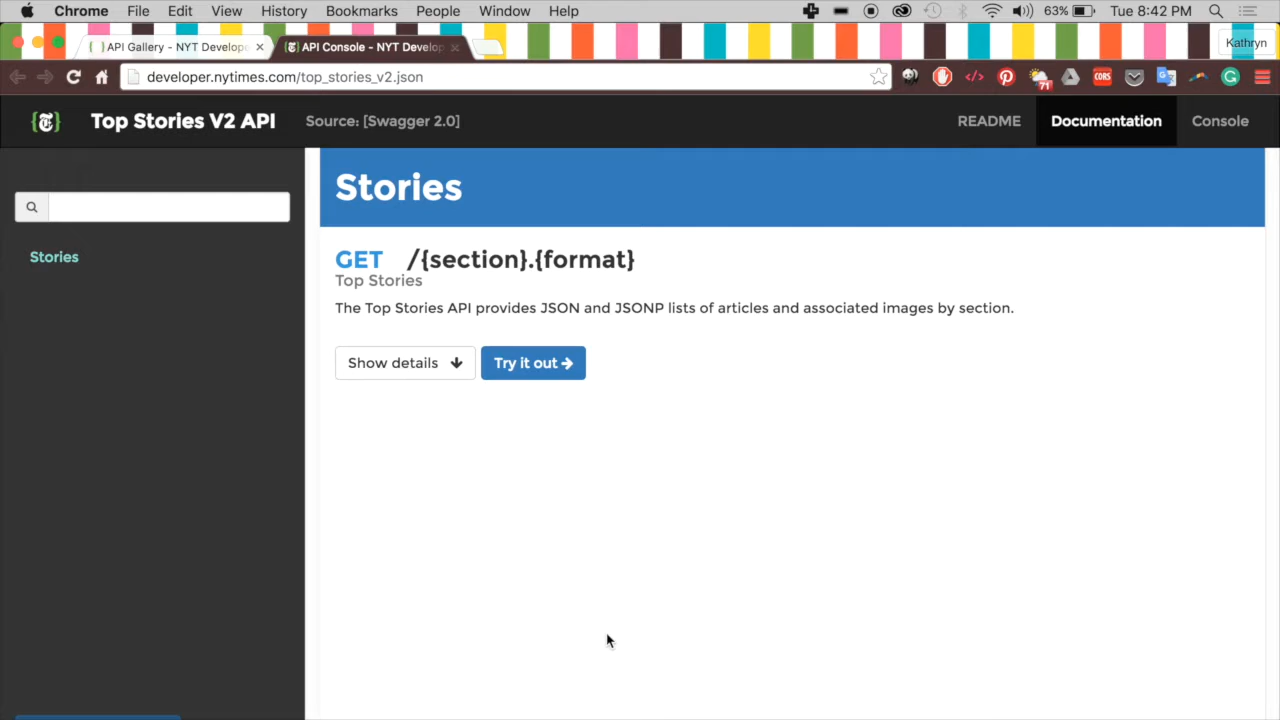 Chrome File Edit View History Bookmarks People Window Help 63% Tue 8:42 PM
API Gallery - NYT Develope API Console - NYT Develop Kathryn
developer.nytimes.com/top_stories_v2.json CORS 71
Top Stories V2 API Source: [Swagger 2.0] README Documentation Console
Stories
Stories
GET /{section}.{format}
Top Stories
The Top Stories API provides JSON and JSONP lists of articles and associated images by section.
Show details Try it out